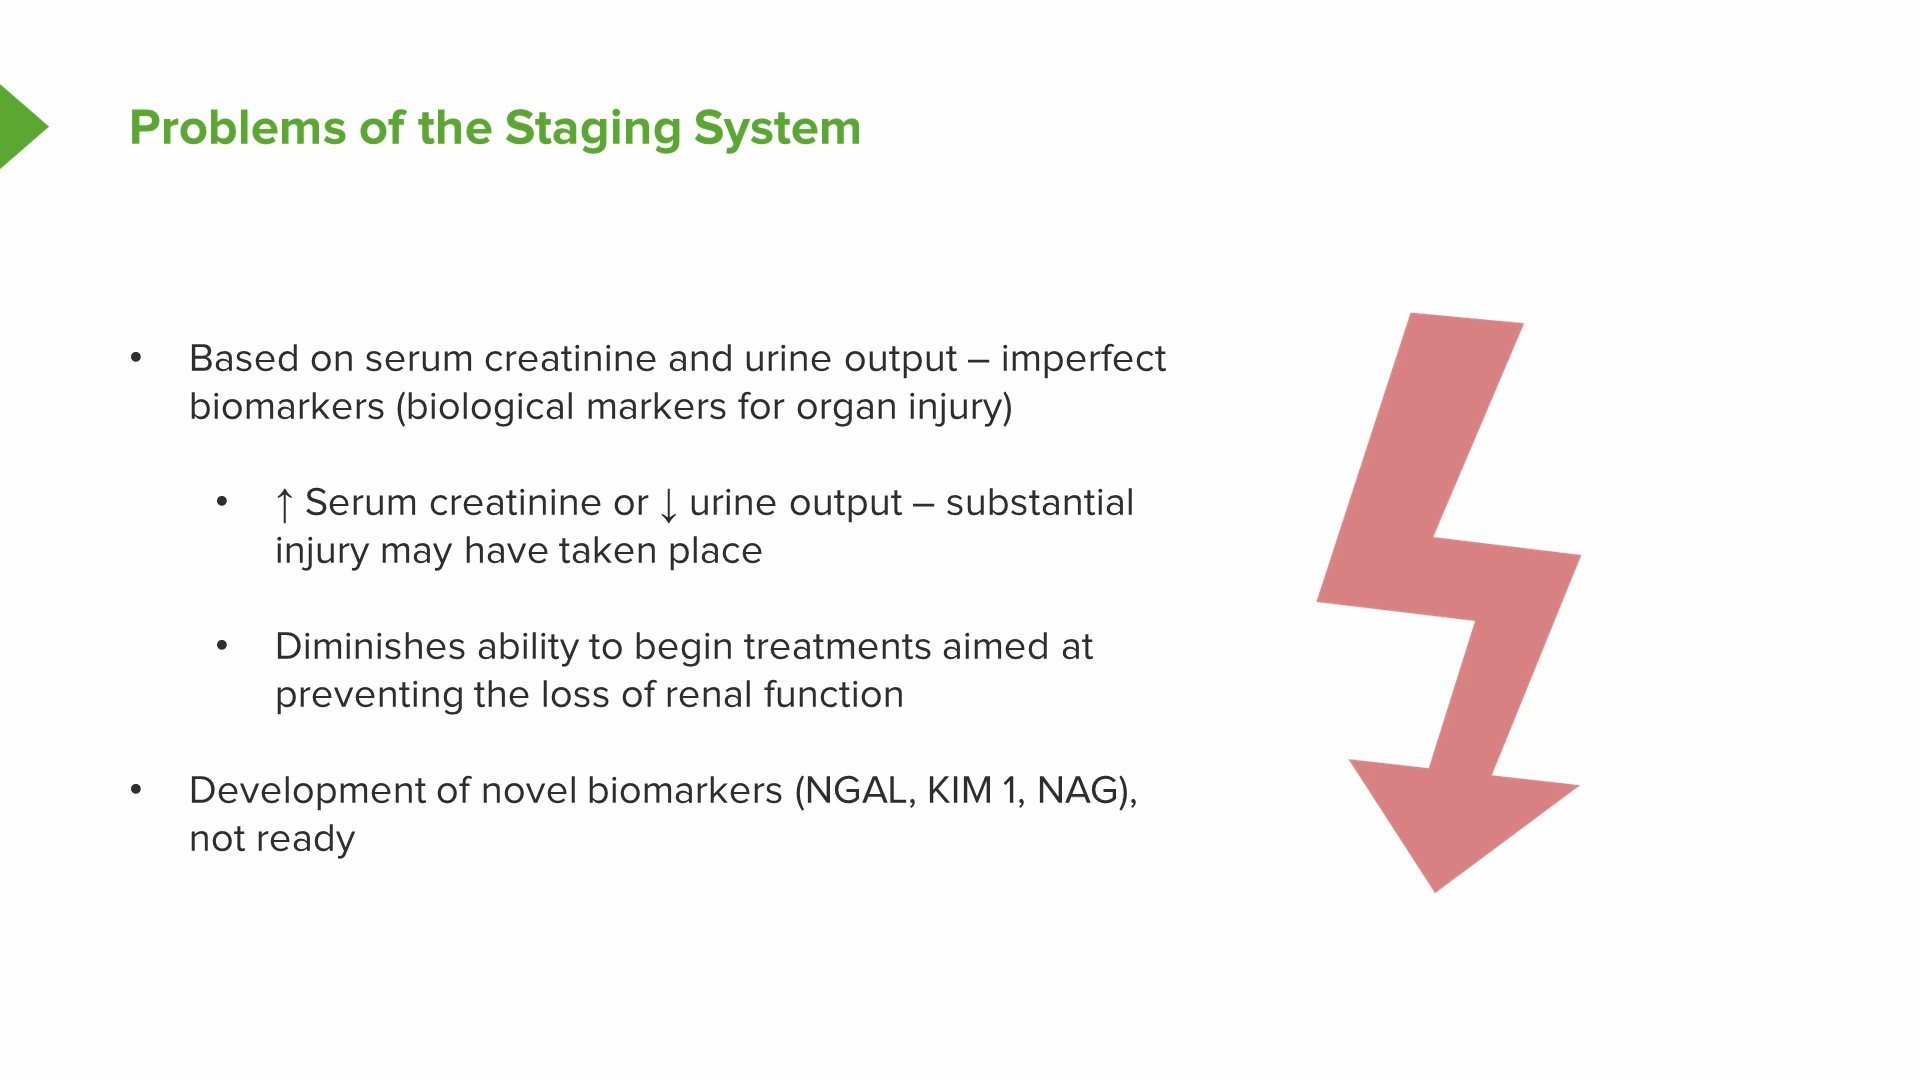 Problems of the Staging System
• Based on serum creatinine and urine output – imperfect
biomarkers (biological markers for organ injury)
• ↑ Serum creatinine or ↓ urine output – substantial
injury may have taken place
• Diminishes ability to begin treatments aimed at
preventing the loss of renal function
• Development of novel biomarkers (NGAL, KIM 1, NAG),
not ready